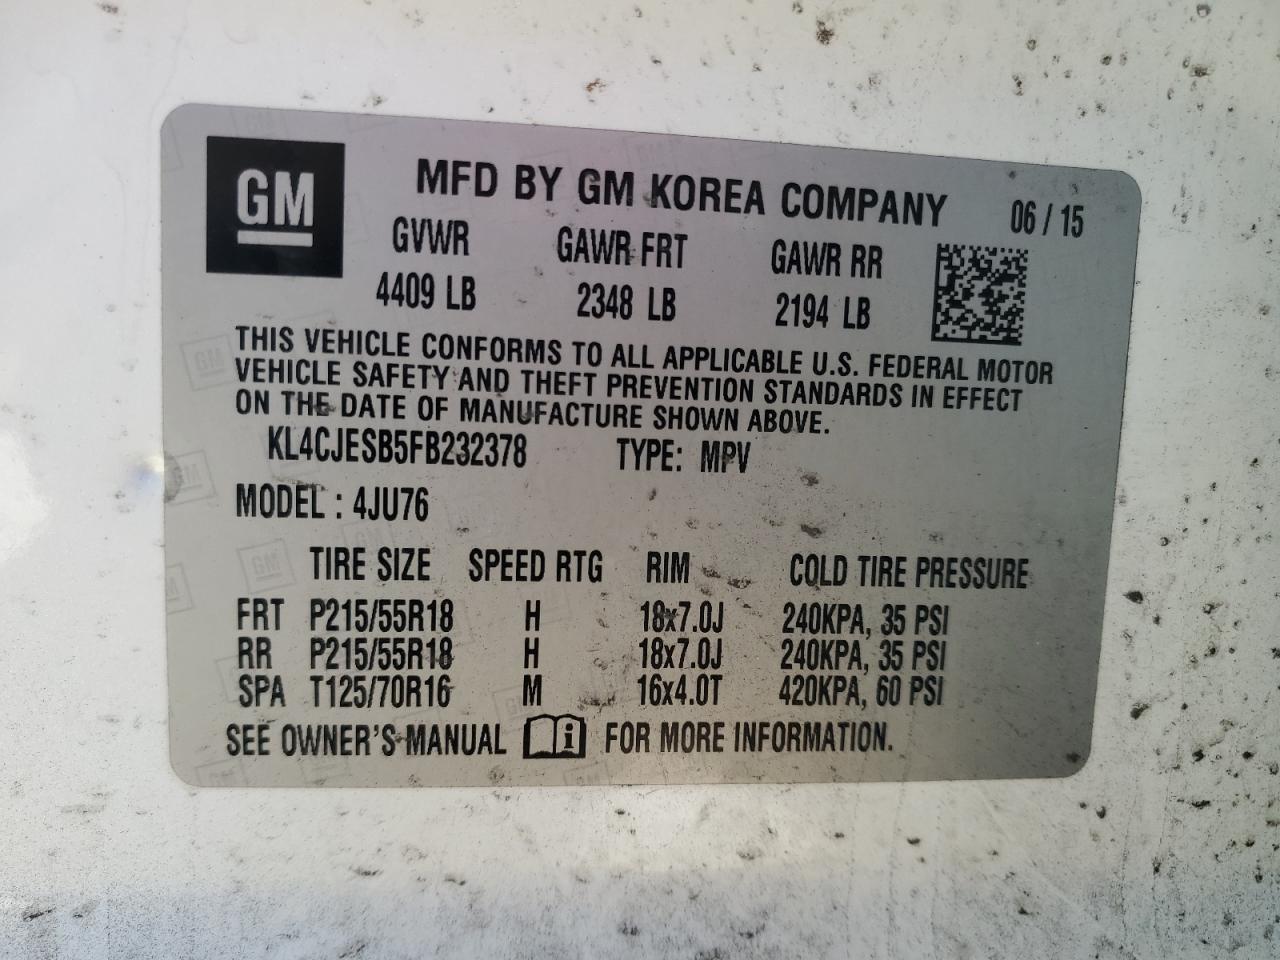 GM
MFD BY GM KOREA COMPANY 06 / 15
GVWR GAWR FRT GAWR RR
4409 LB 2348 LB 2194 LB
THIS VEHICLE CONFORMS TO ALL APPLICABLE U.S. FEDERAL MOTOR
VEHICLE SAFETY AND THEFT PREVENTION STANDARDS IN EFFECT
ON THE DATE OF MANUFACTURE SHOWN ABOVE.
KL4CJESB5FB232378 TYPE: MPV
MODEL : 4JU76
TIRE SIZE SPEED RTG RIM COLD TIRE PRESSURE
FRT P215/55R18 H 18x7.0J 240KPA, 35 PSI
RR P215/55R18 H 18x7.0J 240KPA, 35 PSI
SPA T125/70R16 M 16x4.0T 420KPA, 60 PSI
SEE OWNER'S MANUAL i FOR MORE INFORMATION.